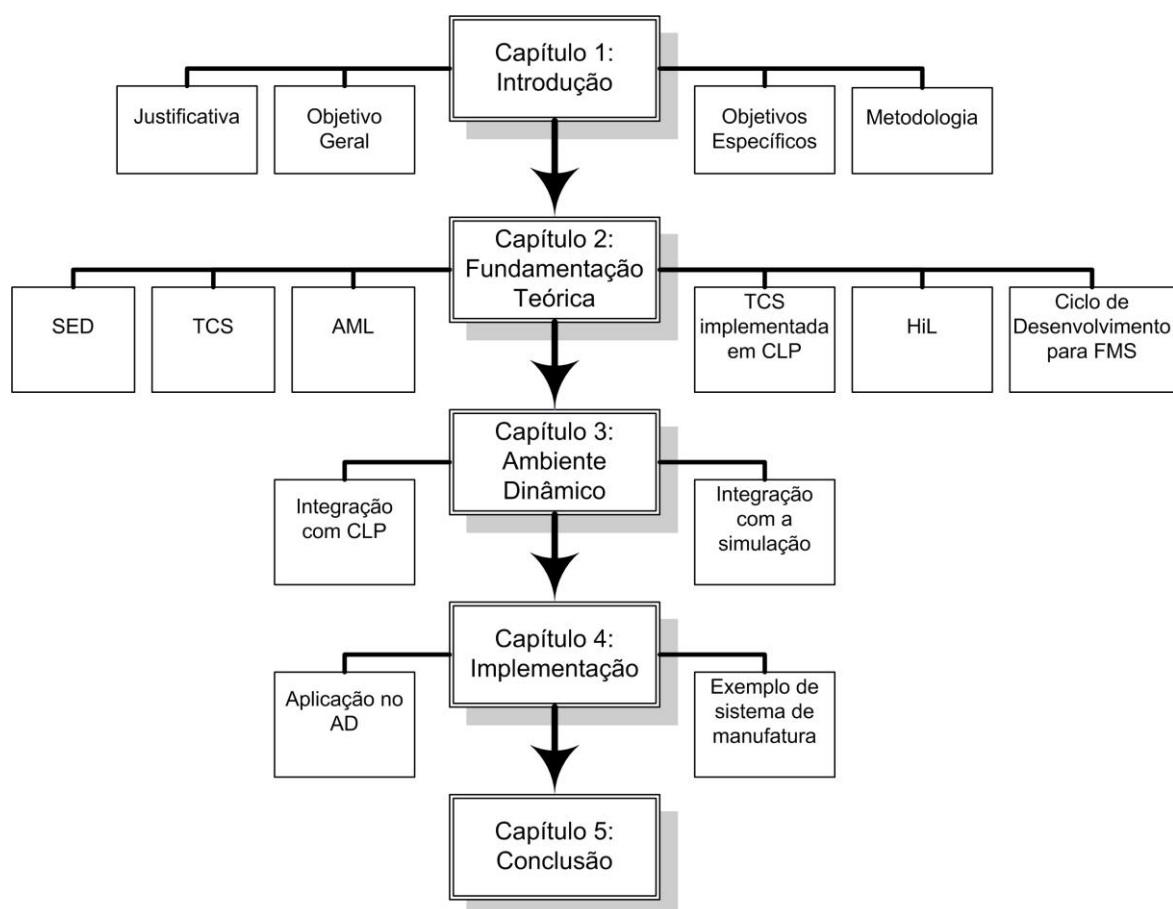 Capítulo 1:
Introdução
Justificativa
Objetivo
Geral
Objetivos
Específicos
Metodologia
Capítulo 2:
Fundamentação
Teórica
SED
TCS
AML
TCS
implementada
em CLP
HiL
Ciclo de
Desenvolvimento
para FMS
Capítulo 3:
Ambiente
Dinâmico
Integração
com CLP
Integração
com a
simulação
Capítulo 4:
Implementação
Aplicação no
AD
Exemplo de
sistema de
manufatura
Capítulo 5:
Conclusão